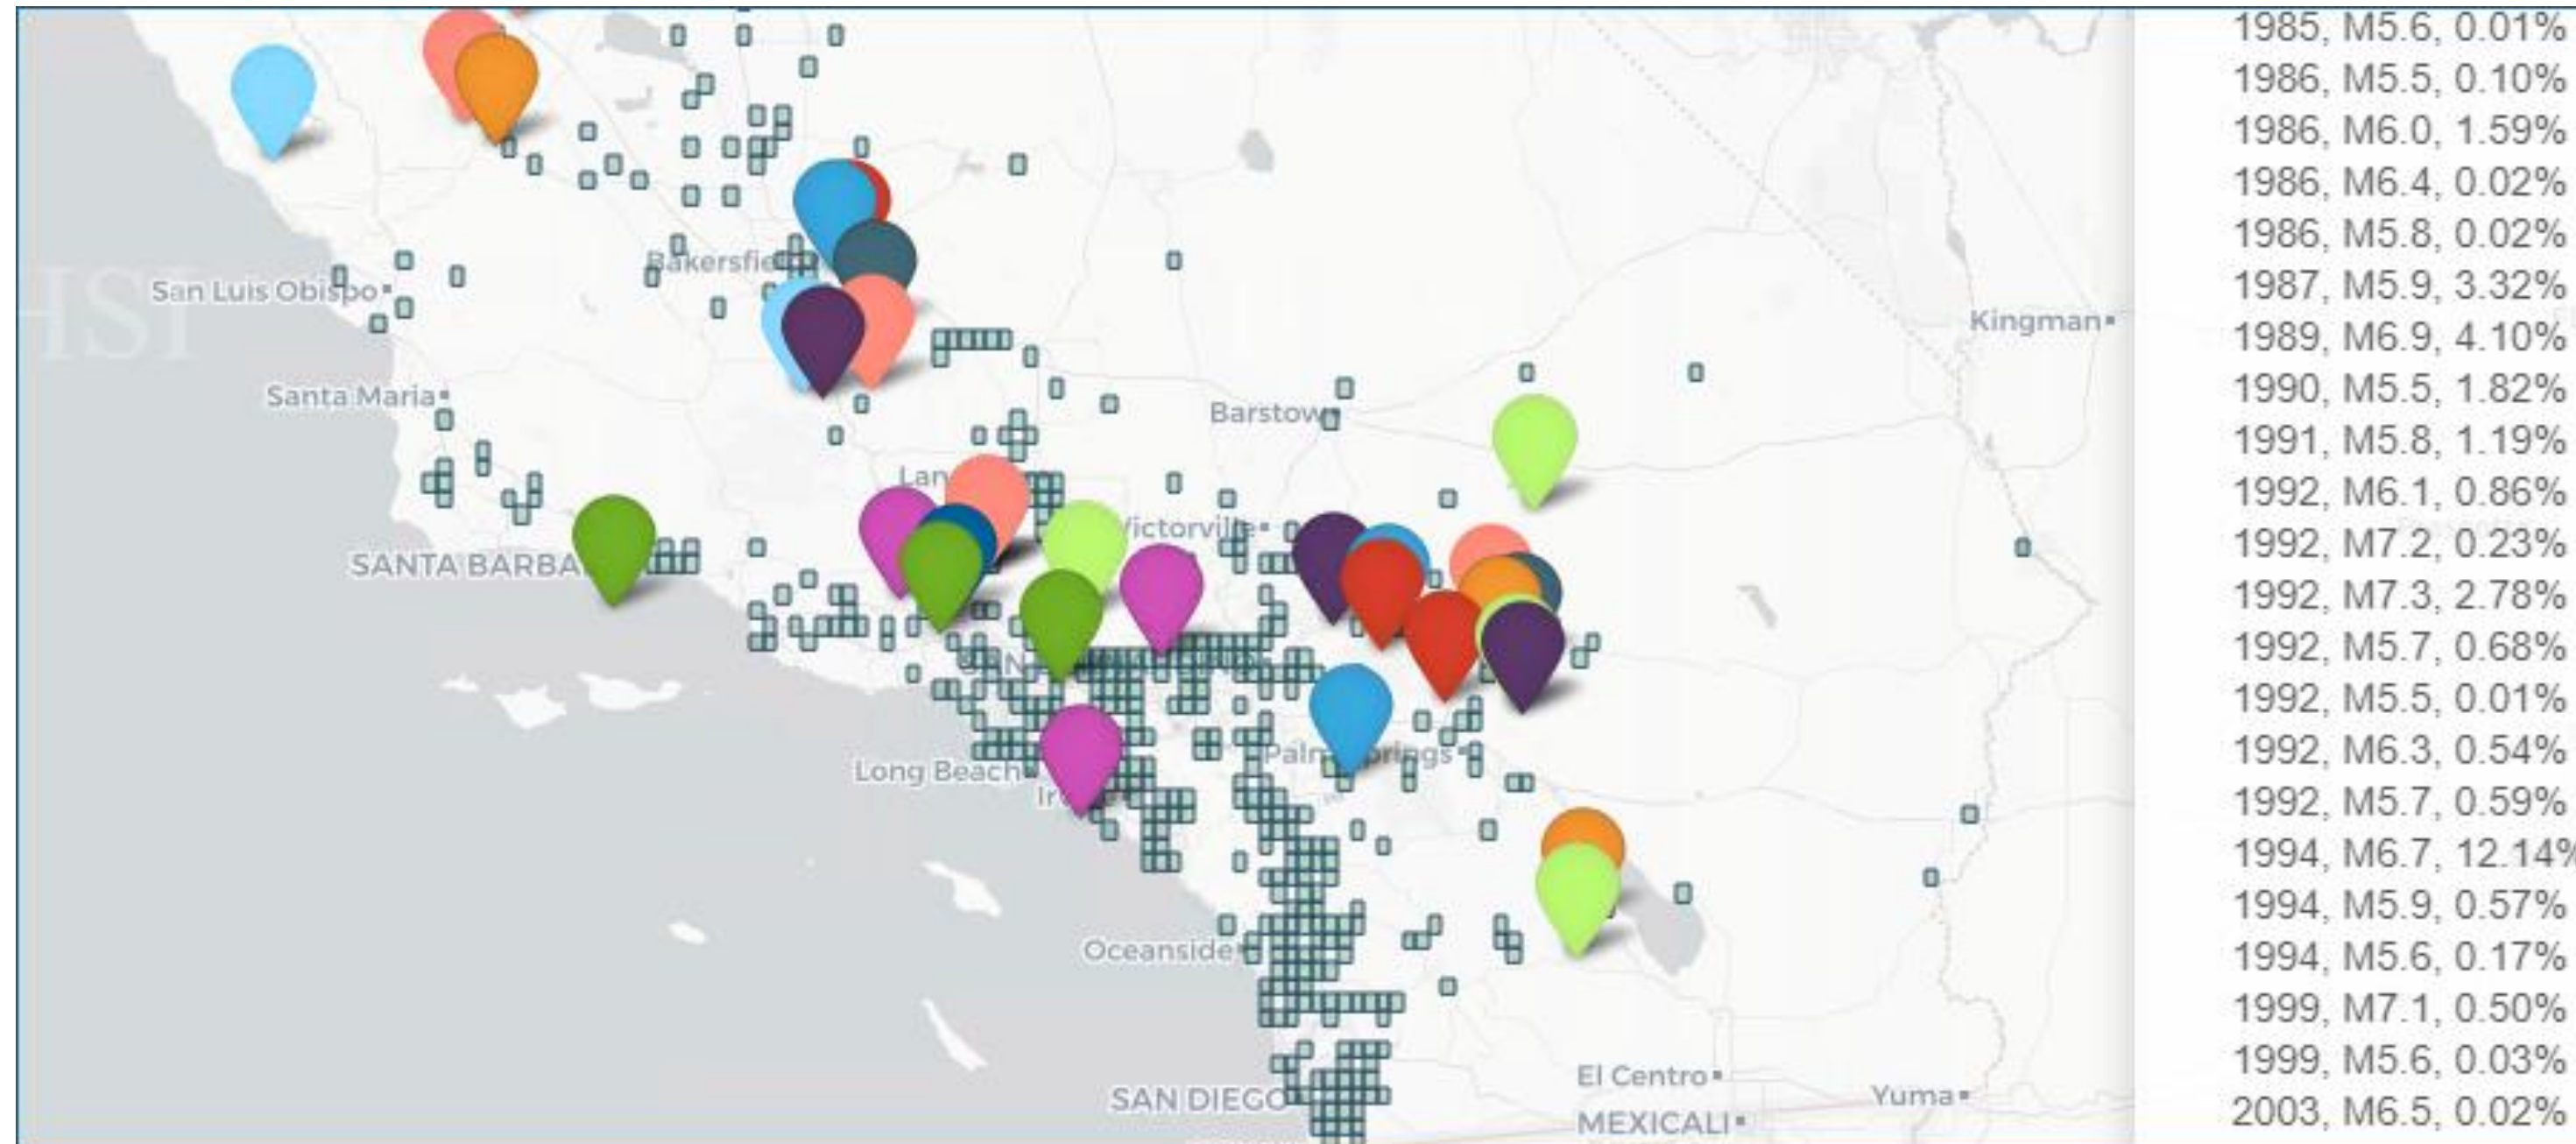 1985, M5.6, 0.01%
1986, M5.5, 0.10%
1986, M6.0, 1.59%
1986, M6.4, 0.02%
1986, M5.8, 0.02%
1987, M5.9, 3.32%
1989, M6.9, 4.10%
1990, M5.5, 1.82%
1991, M5.8, 1.19%
1992, M6.1, 0.86%
1992, M7.2, 0.23%
1992, M7.3, 2.78%
1992, M5.7, 0.68%
1992, M5.5, 0.01%
1992, M6.3, 0.54%
1992, M5.7, 0.59%
1994, M6.7, 12.14%
1994, M5.9, 0.57%
1994, M5.6, 0.17%
1999, M7.1, 0.50%
1999, M5.6, 0.03%
2003, M6.5, 0.02%
Bakersfie
San Luis Obispo
HSI
Kingman
Santa Maria
Barstow
Lan
Victorville
SANTA BARBA
Palm Springs
Long Beach
Ir
Oceanside
El Centro
SAN DIEGO
Yuma
MEXICALI